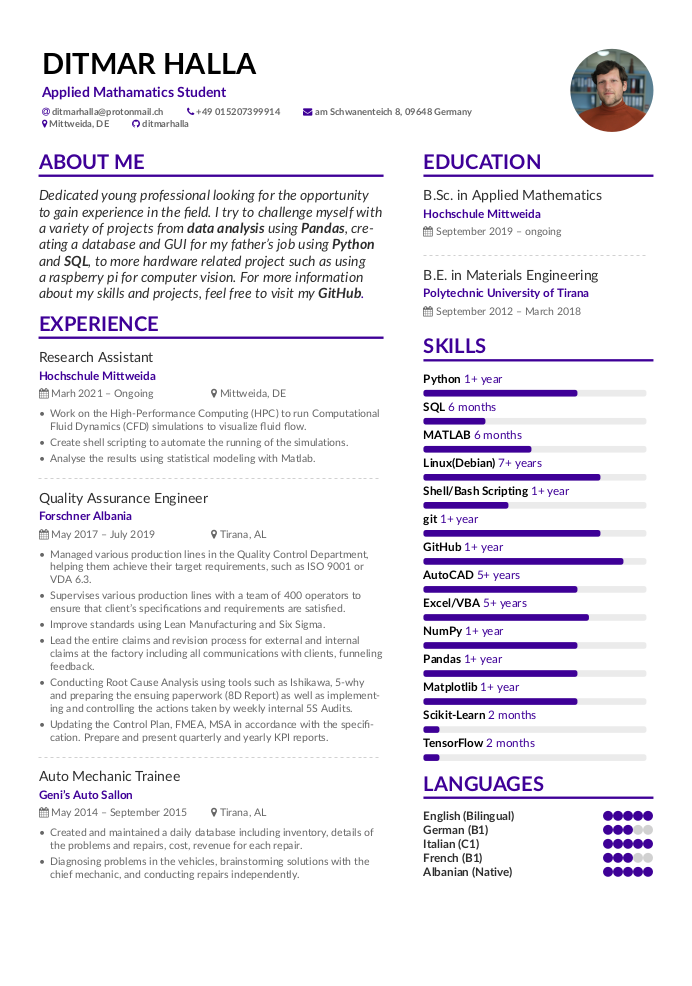 DITMAR HALLA
Applied Mathamatics Student
ditmarhalla@protonmail.ch +49 015207399914 am Schwanenteich 8, 09648 Germany
Mittweida, DE ditmarhalla
ABOUT ME
Dedicated young professional looking for the opportunity
to gain experience in the field. I try to challenge myself with
a variety of projects from data analysis using Pandas, cre-
ating a database and GUI for my father's job using Python
and SQL, to more hardware related project such as using
a raspberry pi for computer vision. For more information
about my skills and projects, feel free to visit my GitHub.
EXPERIENCE
Research Assistant
Hochschule Mittweida
Marh 2021 – Ongoing Mittweida, DE
• Work on the High-Performance Computing (HPC) to run Computational
Fluid Dynamics (CFD) simulations to visualize fluid flow.
• Create shell scripting to automate the running of the simulations.
• Analyse the results using statistical modeling with Matlab.
Quality Assurance Engineer
Forschner Albania
May 2017 – July 2019 Tirana, AL
• Managed various production lines in the Quality Control Department,
helping them achieve their target requirements, such as ISO 9001 or
VDA 6.3.
• Supervises various production lines with a team of 400 operators to
ensure that client's specifications and requirements are satisfied.
• Improve standards using Lean Manufacturing and Six Sigma.
• Lead the entire claims and revision process for external and internal
claims at the factory including all communications with clients, funneling
feedback.
• Conducting Root Cause Analysis using tools such as Ishikawa, 5-why
and preparing the ensuing paperwork (8D Report) as well as implement-
ing and controlling the actions taken by weekly internal 5S Audits.
• Updating the Control Plan, FMEA, MSA in accordance with the specifi-
cation. Prepare and present quarterly and yearly KPI reports.
Auto Mechanic Trainee
Geni's Auto Sallon
May 2014 – September 2015 Tirana, AL
• Created and maintained a daily database including inventory, details of
the problems and repairs, cost, revenue for each repair.
• Diagnosing problems in the vehicles, brainstorming solutions with the
chief mechanic, and conducting repairs independently.
EDUCATION
B.Sc. in Applied Mathematics
Hochschule Mittweida
September 2019 – ongoing
B.E. in Materials Engineering
Polytechnic University of Tirana
September 2012 – March 2018
SKILLS
Python 1+ year
SQL 6 months
MATLAB 6 months
Linux(Debian) 7+ years
Shell/Bash Scripting 1+ year
git 1+ year
GitHub 1+ year
AutoCAD 5+ years
Excel/VBA 5+ years
NumPy 1+ year
Pandas 1+ year
Matplotlib 1+ year
Scikit-Learn 2 months
TensorFlow 2 months
LANGUAGES
English (Bilingual)
German (B1)
Italian (C1)
French (B1)
Albanian (Native)